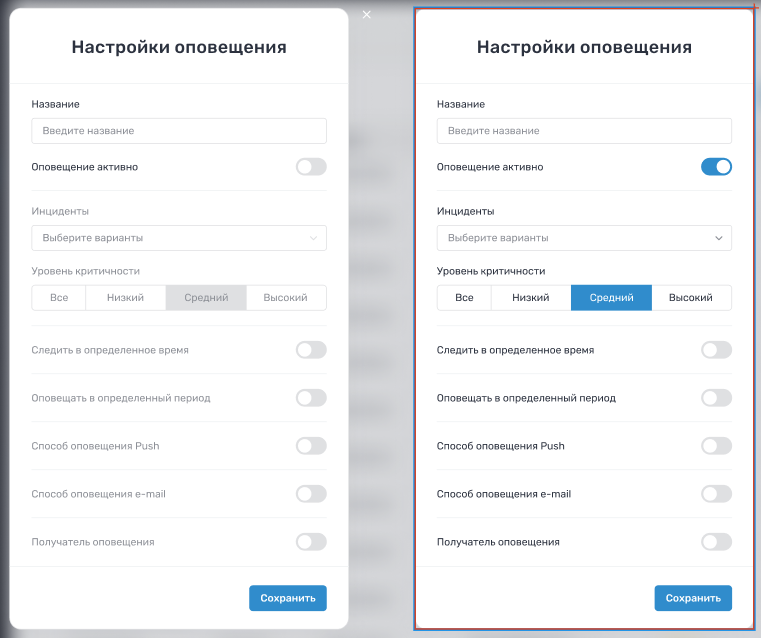 Настройки оповещения
Название
Введите название
Оповещение активно
Инциденты
Выберите варианты
Уровень критичности
Все Низкий Средний Высокий
Следить в определенное время
Оповещать в определенный период
Способ оповещения Push
Способ оповещения e-mail
Получатель оповещения
Сохранить
Настройки оповещения
Название
Введите название
Оповещение активно
Инциденты
Выберите варианты
Уровень критичности
Все Низкий Средний Высокий
Следить в определенное время
Оповещать в определенный период
Способ оповещения Push
Способ оповещения e-mail
Получатель оповещения
Сохранить